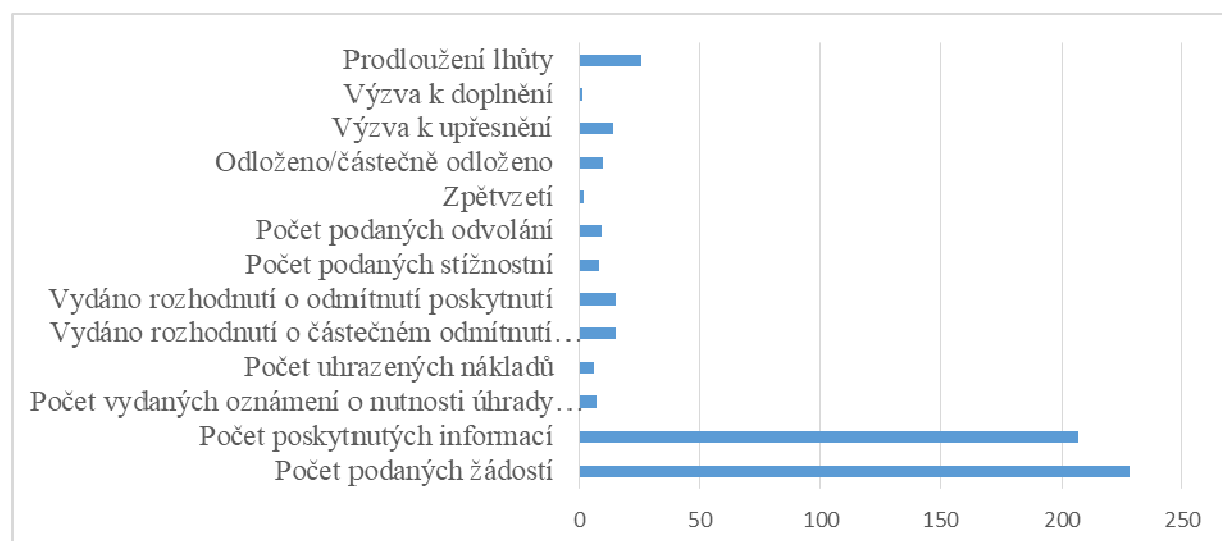 Prodloužení lhůty
Výzva k doplnění
Výzva k upřesnění
Odloženo/částečně odloženo
Zpětvzetí
Počet podaných odvolání
Počet podaných stížnostní
Vydáno rozhodnutí o odmítnutí poskytnutí
Vydáno rozhodnutí o částečném odmítnutí…
Počet uhrazených nákladů
Počet vydaných oznámení o nutnosti úhrady…
Počet poskytnutých informací
Počet podaných žádostí
0 50 100 150 200 250